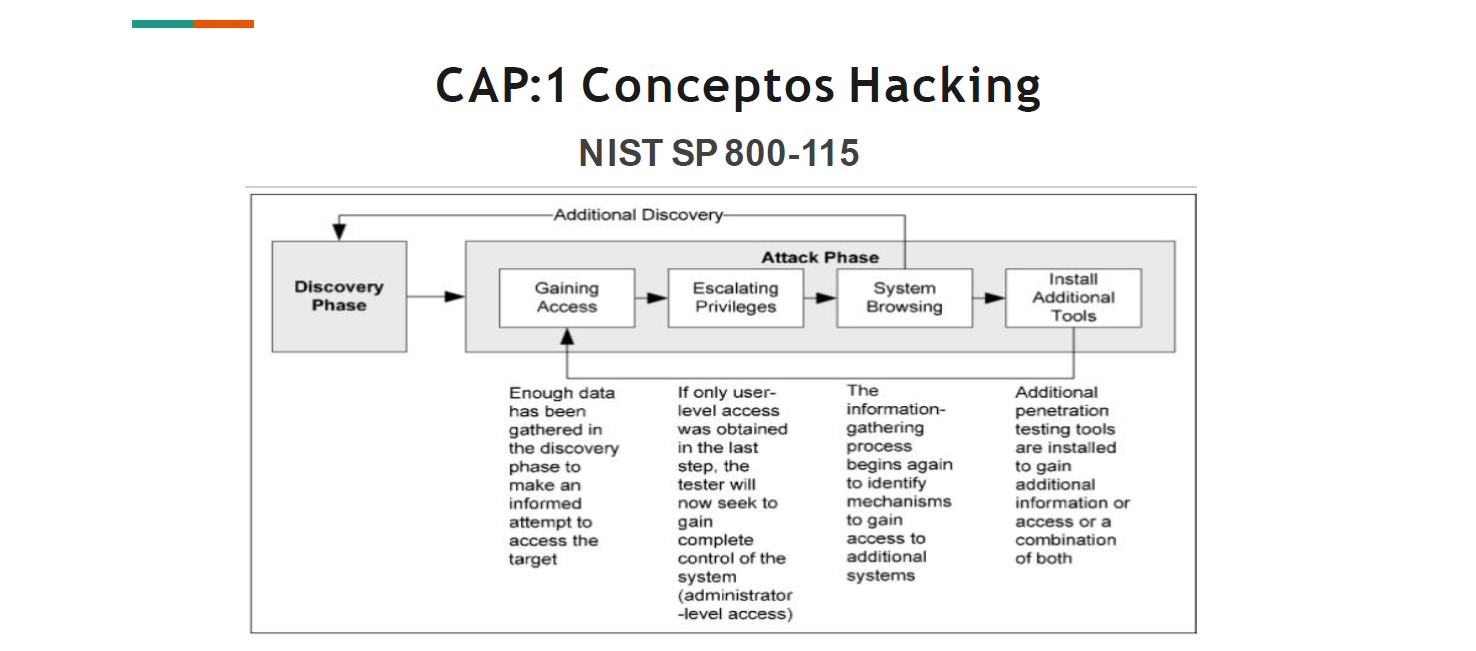 CAP:1 Conceptos Hacking
NIST SP 800-115
Additional Discovery
Discovery
Phase
Attack Phase
Gaining
Access
Escalating
Privileges
System
Browsing
Install
Additional
Tools
Enough data
has been
gathered in
the discovery
phase to
make an
informed
attempt to
access the
target
If only user-
level access
was obtained
in the last
step, the
tester will
now seek to
gain
complete
control of the
system
(administrator
-level access)
The
information-
gathering
process
begins again
to identify
mechanisms
to gain
access to
additional
systems
Additional
penetration
testing tools
are installed
to gain
additional
information or
access or a
combination
of both